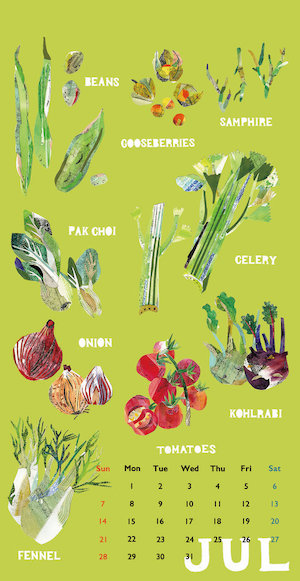 BEANS
GOOSEBERRIES
SAMPHIRE
PAK CHOI
CELERY
ONION
KOHLRABI
TOMATOES
FENNEL
Sun Mon Tue Wed Thu Fri Sat
1 2 3 4 5 6
7 8 9 10 11 12 13
14 15 16 17 18 19 20
21 22 23 24 25 26 27
28 29 30 31
JUL